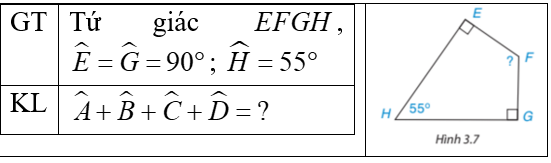 GT Tứ giác EFGH,
Ê = Ĝ = 90°; Ĥ = 55°
KL Â + B̂ + Ĉ + D̂ = ?
E
F
?
H 55° G
Hình 3.7